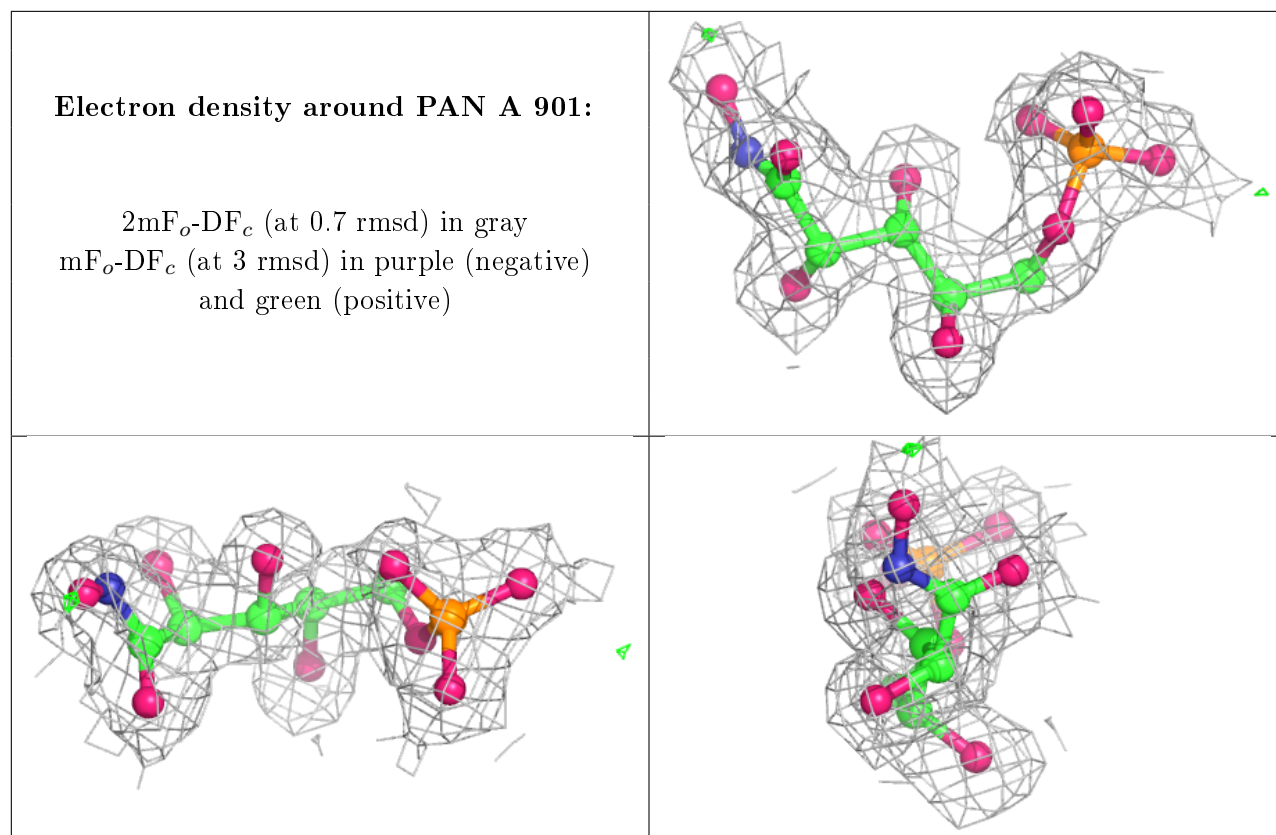 Electron density around PAN A 901:
2mFo-DFc (at 0.7 rmsd) in gray
mFo-DFc (at 3 rmsd) in purple (negative)
and green (positive)